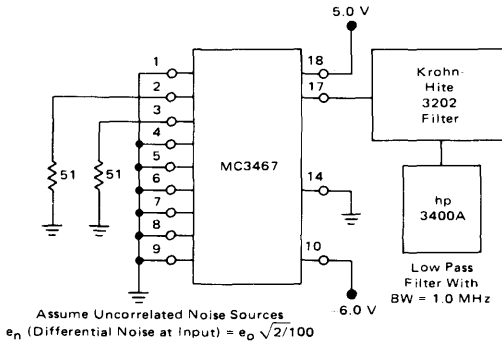 5.0 V
1
18
2
17
3
4
5
6
7
8
9
MC3467
14
10
51
51
Krohn-
Hite
3202
Filter
hp
3400A
Low Pass
Filter With
BW = 1.0 MHz
-6.0 V
Assume Uncorrelated Noise Sources
en (Differential Noise at Input) = eo √2/100